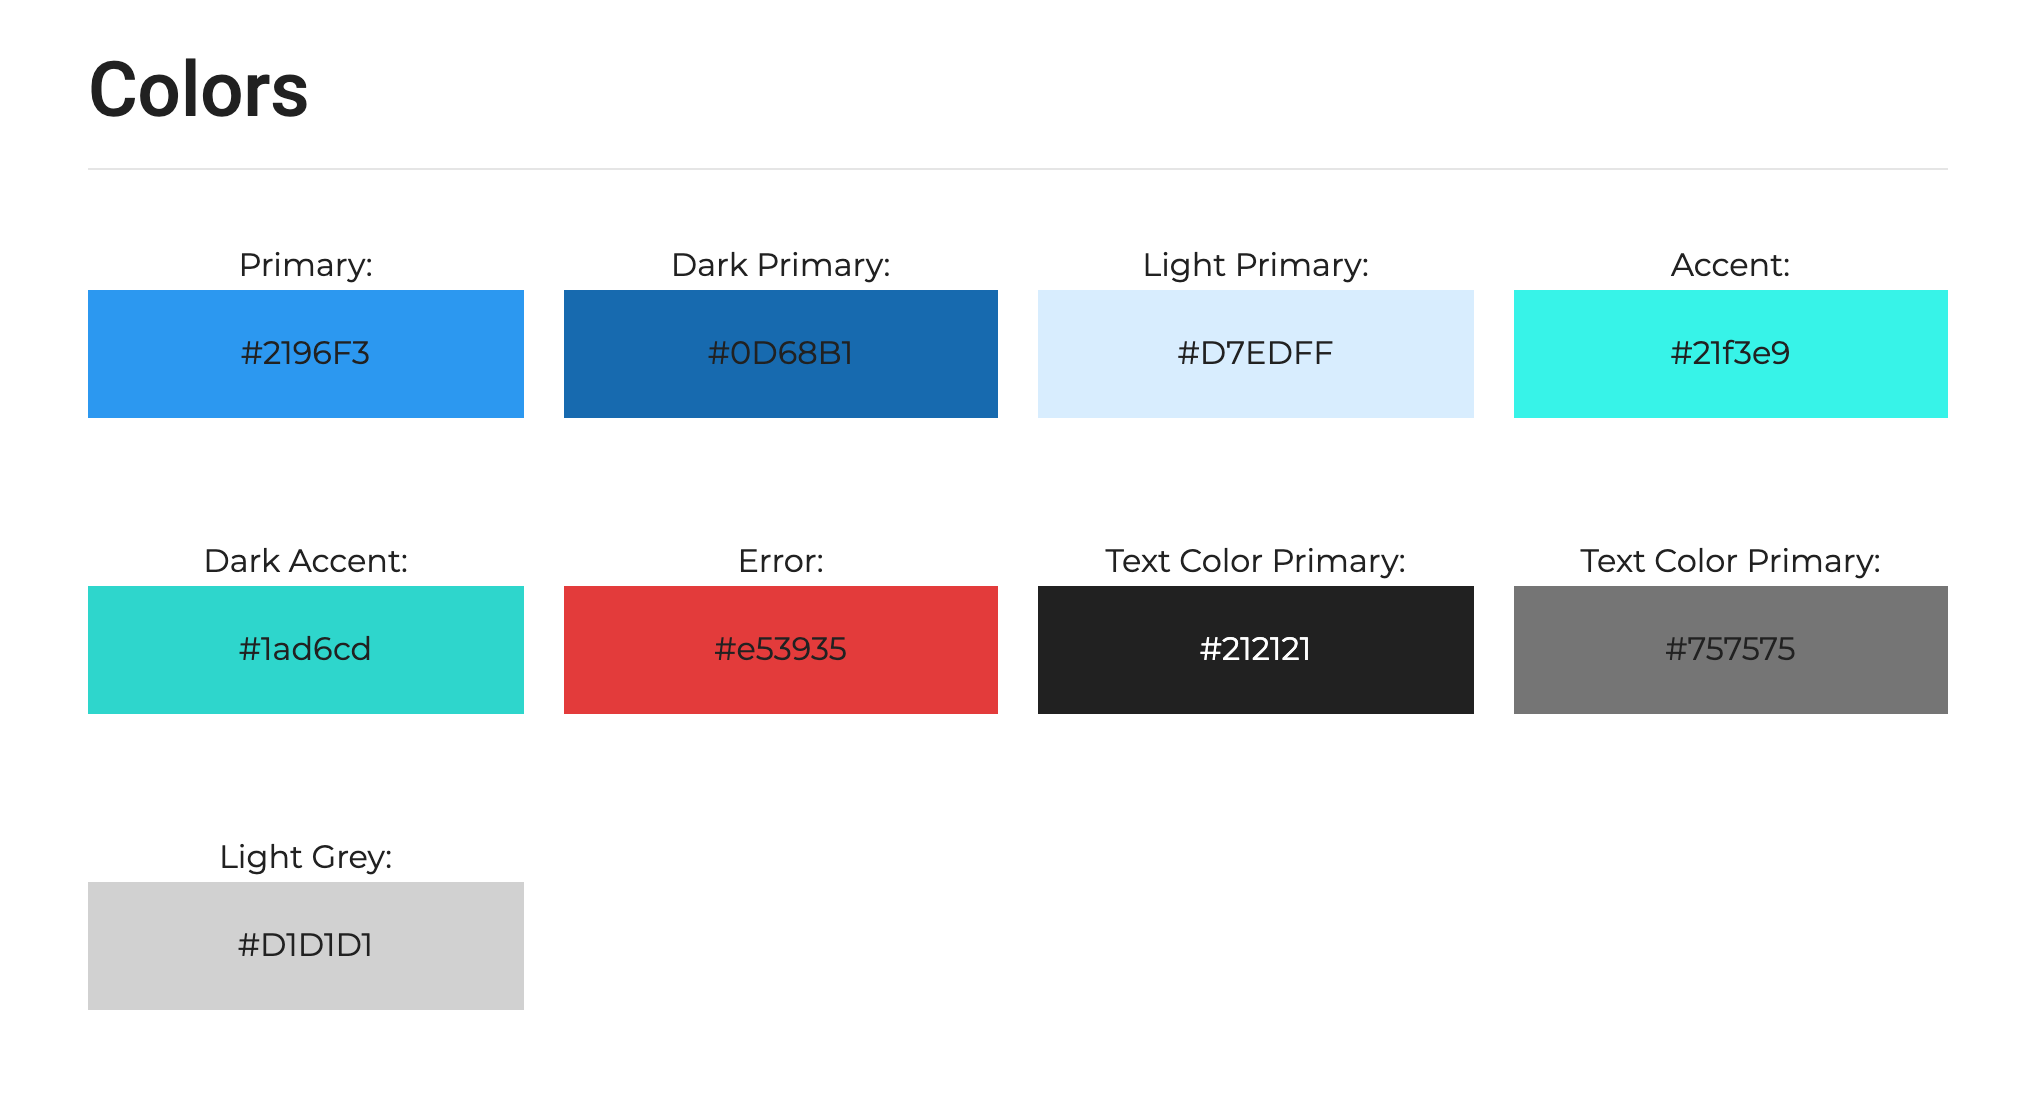 Colors
Primary:
#2196F3
Dark Primary:
#0D68B1
Light Primary:
#D7EDFF
Accent:
#21f3e9
Dark Accent:
#1ad6cd
Error:
#e53935
Text Color Primary:
#212121
Text Color Primary:
#757575
Light Grey:
#D1D1D1